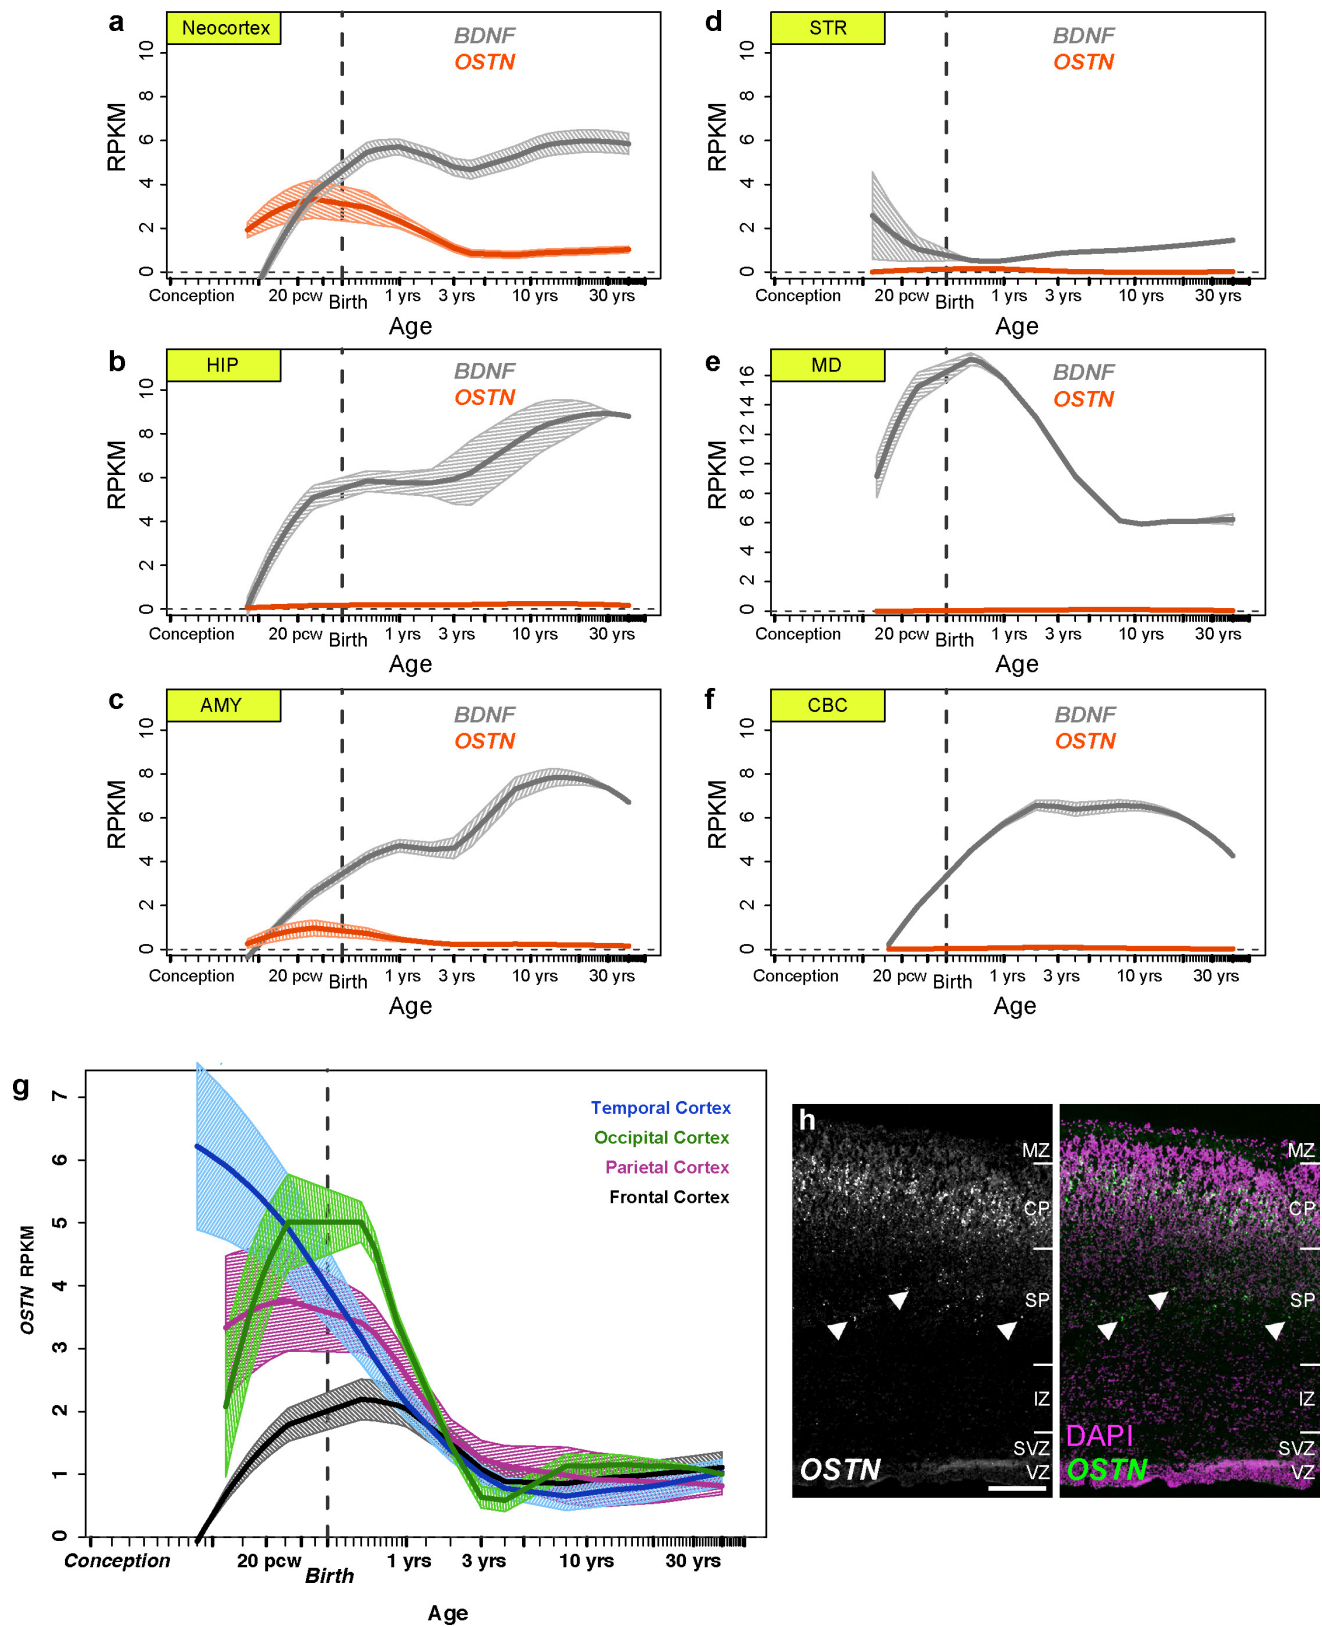 a
Neocortex
BDNF
OSTN
RPKM
0 2 4 6 8 10
Conception 20 pcw Birth 1 yrs 3 yrs 10 yrs 30 yrs
Age
d
STR
BDNF
OSTN
RPKM
0 2 4 6 8 10
Conception 20 pcw Birth 1 yrs 3 yrs 10 yrs 30 yrs
Age
b
HIP
BDNF
OSTN
RPKM
0 2 4 6 8 10
Conception 20 pcw Birth 1 yrs 3 yrs 10 yrs 30 yrs
Age
e
MD
BDNF
OSTN
RPKM
0 2 4 6 8 10 12 14 16
Conception 20 pcw Birth 1 yrs 3 yrs 10 yrs 30 yrs
Age
c
AMY
BDNF
OSTN
RPKM
0 2 4 6 8 10
Conception 20 pcw Birth 1 yrs 3 yrs 10 yrs 30 yrs
Age
f
CBC
BDNF
OSTN
RPKM
0 2 4 6 8 10
Conception 20 pcw Birth 1 yrs 3 yrs 10 yrs 30 yrs
Age
g
Temporal Cortex
Occipital Cortex
Parietal Cortex
Frontal Cortex
OSTN RPKM
0 1 2 3 4 5 6 7
Conception 20 pcw Birth 1 yrs 3 yrs 10 yrs 30 yrs
Age
h
MZ
CP
SP
IZ
SVZ
VZ
OSTN
MZ
CP
SP
IZ
SVZ
VZ
DAPI
OSTN